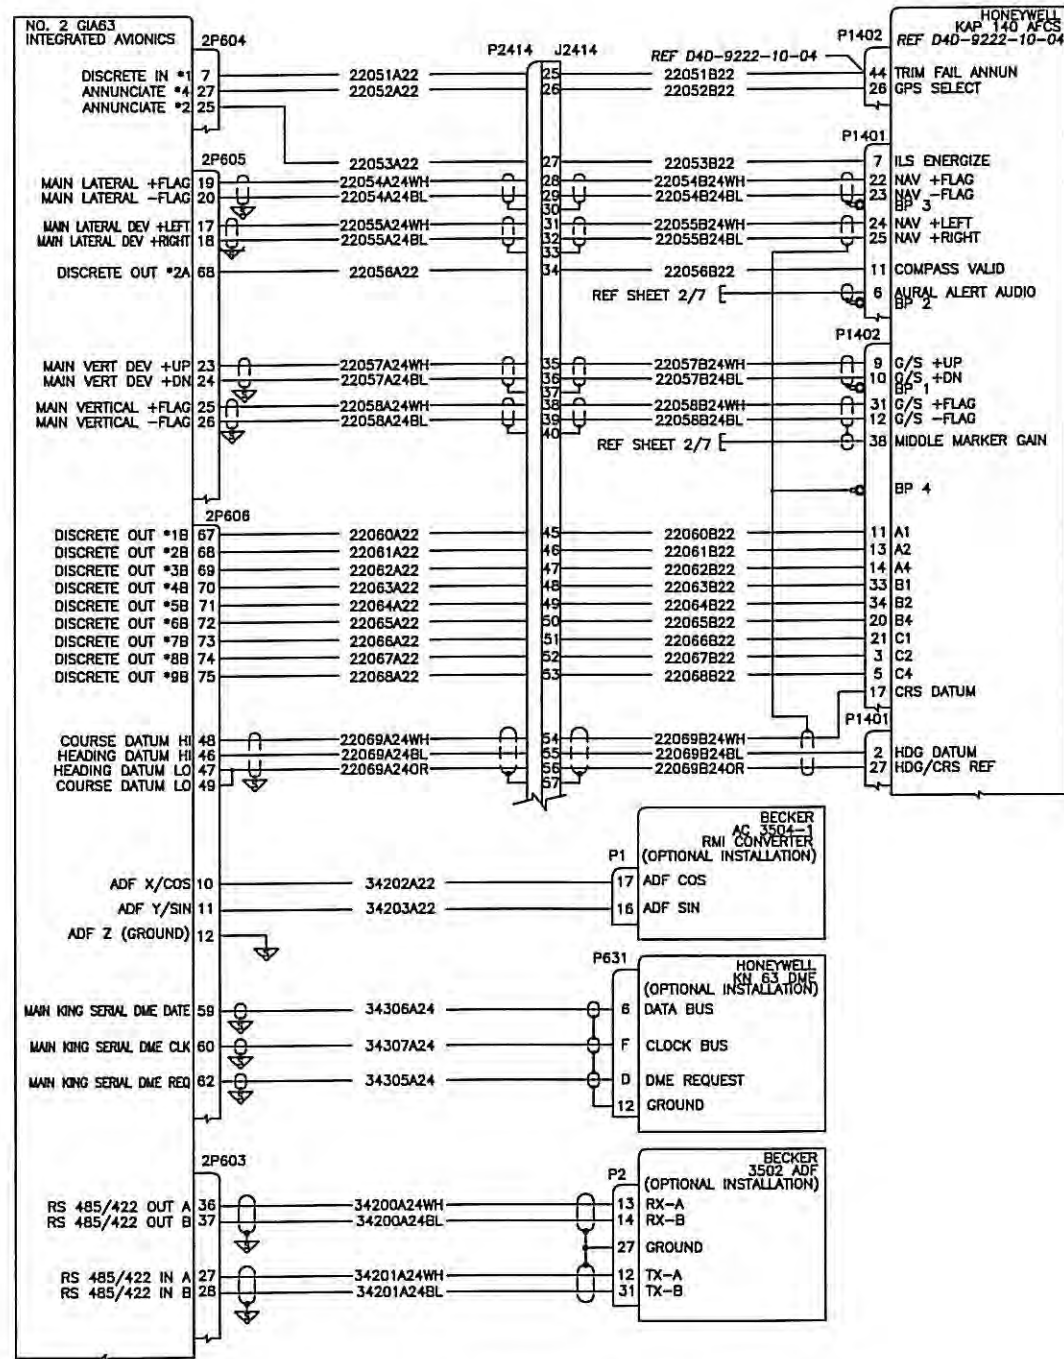 NO. 2 GIA63
INTEGRATED AVIONICS
2P604
P2414 J2414
REF D4D-9222-10-04
P1402
HONEYWELL
KAP 140 AFCS
REF D4D-9222-10-04
DISCRETE IN *1 7 22051A22 25 22051B22 44 TRIM FAIL ANNUN
ANNUNCIATE *4 27 22052A22 26 22052B22 26 GPS SELECT
ANNUNCIATE *2 25
P1401
2P605
22053A22 27 22053B22 7 ILS ENERGIZE
MAIN LATERAL +FLAG 19 22054A24WH 28 22054B24WH 22 NAV +FLAG
MAIN LATERAL -FLAG 20 22054A24BL 29 22054B24BL 23 NAV -FLAG
30 BP 3
MAIN LATERAL DEV +LEFT 17 22055A24WH 31 22055B24WH 24 NAV +LEFT
MAIN LATERAL DEV +RIGHT 18 22055A24BL 32 22055B24BL 25 NAV +RIGHT
33
DISCRETE OUT *2A 68 22056A22 34 22056B22 11 COMPASS VALID
REF SHEET 2/7 6 AURAL ALERT AUDIO
BP 2
P1402
MAIN VERT DEV +UP 23 22057A24WH 35 22057B24WH 9 G/S +UP
MAIN VERT DEV +DN 24 22057A24BL 36 22057B24BL 10 G/S +DN
37 BP 1
MAIN VERTICAL +FLAG 25 22058A24WH 38 22058B24WH 31 G/S +FLAG
MAIN VERTICAL -FLAG 26 22058A24BL 39 22058B24BL 12 G/S -FLAG
40
REF SHEET 2/7 38 MIDDLE MARKER GAIN
BP 4
2P606
DISCRETE OUT *1B 67 22060A22 45 22060B22 11 A1
DISCRETE OUT *2B 68 22061A22 46 22061B22 13 A2
DISCRETE OUT *3B 69 22062A22 47 22062B22 14 A4
DISCRETE OUT *4B 70 22063A22 48 22063B22 33 B1
DISCRETE OUT *5B 71 22064A22 49 22064B22 34 B2
DISCRETE OUT *6B 72 22065A22 50 22065B22 20 B4
DISCRETE OUT *7B 73 22066A22 51 22066B22 21 C1
DISCRETE OUT *8B 74 22067A22 52 22067B22 3 C2
DISCRETE OUT *9B 75 22068A22 53 22068B22 5 C4
17 CRS DATUM
P1401
COURSE DATUM HI 48 22069A24WH 54 22069B24WH
HEADING DATUM HI 46 22069A24BL 55 22069B24BL 2 HDG DATUM
HEADING DATUM LO 47 22069A24OR 56 22069B24OR 27 HDG/CRS REF
COURSE DATUM LO 49 57
BECKER
AC 3504-1
RMI CONVERTER
P1 (OPTIONAL INSTALLATION)
ADF X/COS 10 34202A22 17 ADF COS
ADF Y/SIN 11 34203A22 16 ADF SIN
ADF Z (GROUND) 12
P631
HONEYWELL
KN 63 DME
(OPTIONAL INSTALLATION)
MAIN KING SERIAL DME DATE 59 34306A24 6 DATA BUS
MAIN KING SERIAL DME CLK 60 34307A24 F CLOCK BUS
MAIN KING SERIAL DME REQ 62 34305A24 D DME REQUEST
12 GROUND
2P603
BECKER
3502 ADF
P2 (OPTIONAL INSTALLATION)
RS 485/422 OUT A 36 34200A24WH 13 RX-A
RS 485/422 OUT B 37 34200A24BL 14 RX-B
27 GROUND
RS 485/422 IN A 27 34201A24WH 12 TX-A
RS 485/422 IN B 28 34201A24BL 31 TX-B